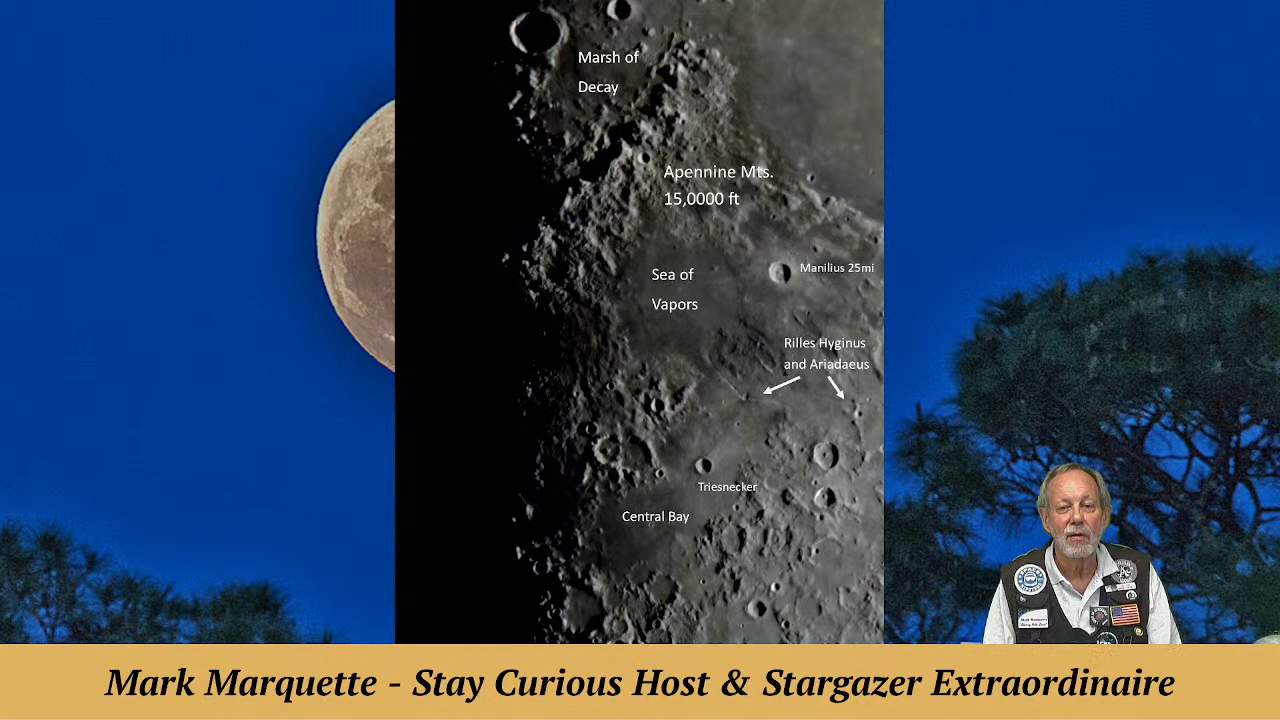 Marsh of
Decay
Apennine Mts.
15,0000 ft
Sea of
Vapors
Manilius 25mi
Rilles Hyginus
and Ariadaeus
Triesnecker
Central Bay
Mark Marquette - Stay Curious Host & Stargazer Extraordinaire